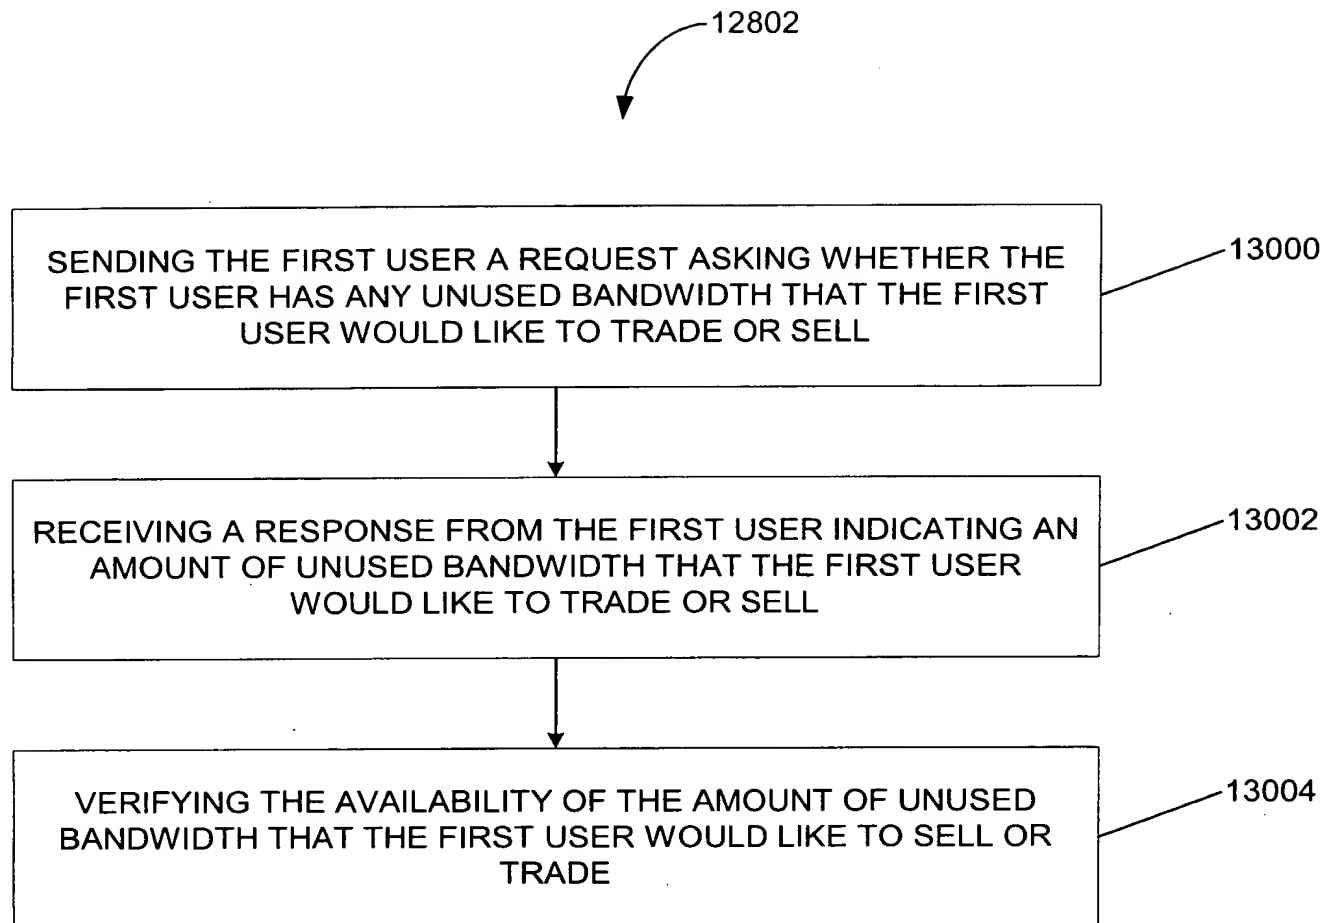 12802
SENDING THE FIRST USER A REQUEST ASKING WHETHER THE
FIRST USER HAS ANY UNUSED BANDWIDTH THAT THE FIRST
USER WOULD LIKE TO TRADE OR SELL
13000
RECEIVING A RESPONSE FROM THE FIRST USER INDICATING AN
AMOUNT OF UNUSED BANDWIDTH THAT THE FIRST USER
WOULD LIKE TO TRADE OR SELL
13002
VERIFYING THE AVAILABILITY OF THE AMOUNT OF UNUSED
BANDWIDTH THAT THE FIRST USER WOULD LIKE TO SELL OR
TRADE
13004